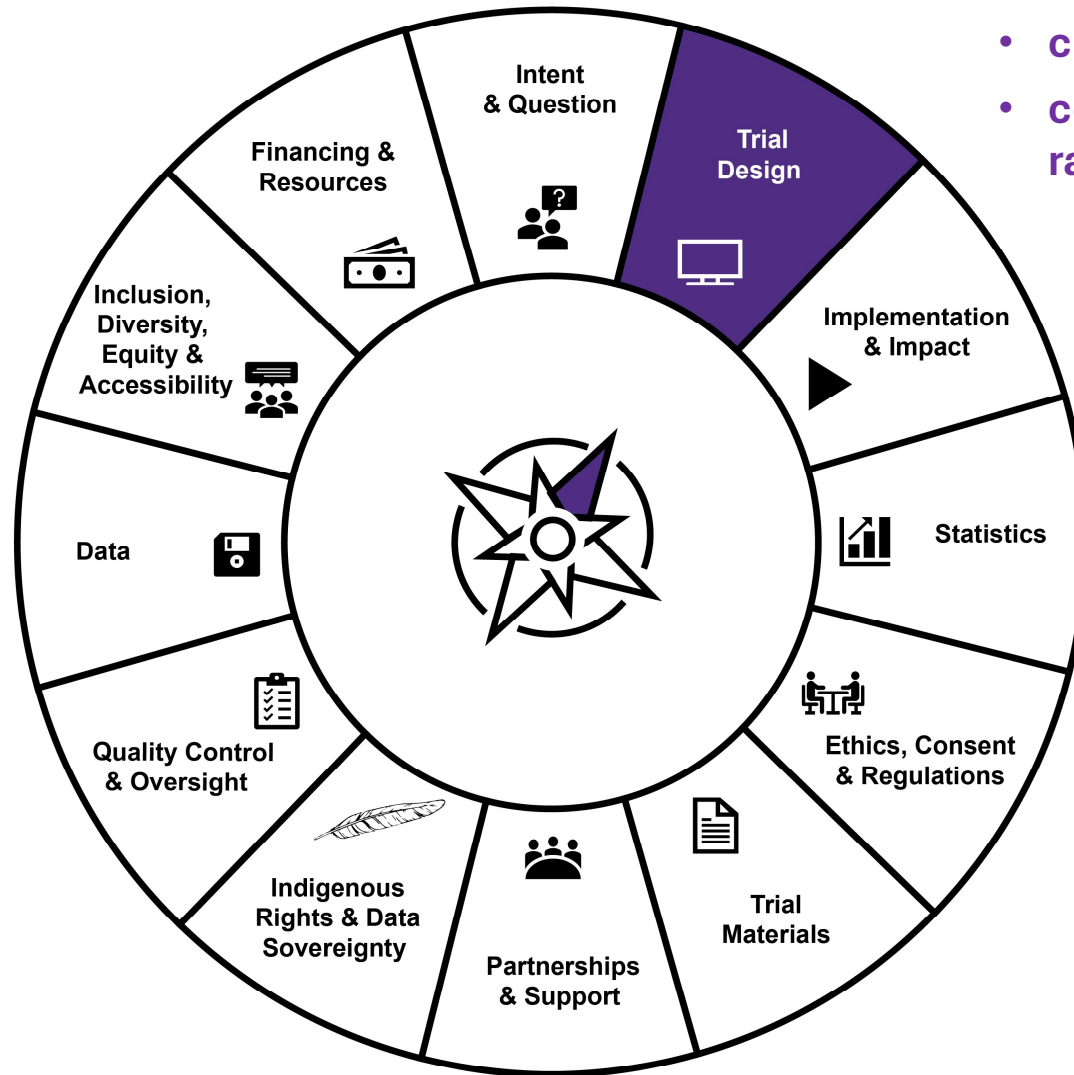 Intent
& Question
Trial
Design
Implementation
& Impact
Statistics
Ethics, Consent
& Regulations
Trial
Materials
Partnerships
& Support
Indigenous
Rights & Data
Sovereignty
Quality Control
& Oversight
Data
Inclusion,
Diversity,
Equity &
Accessibility
Financing &
Resources
?